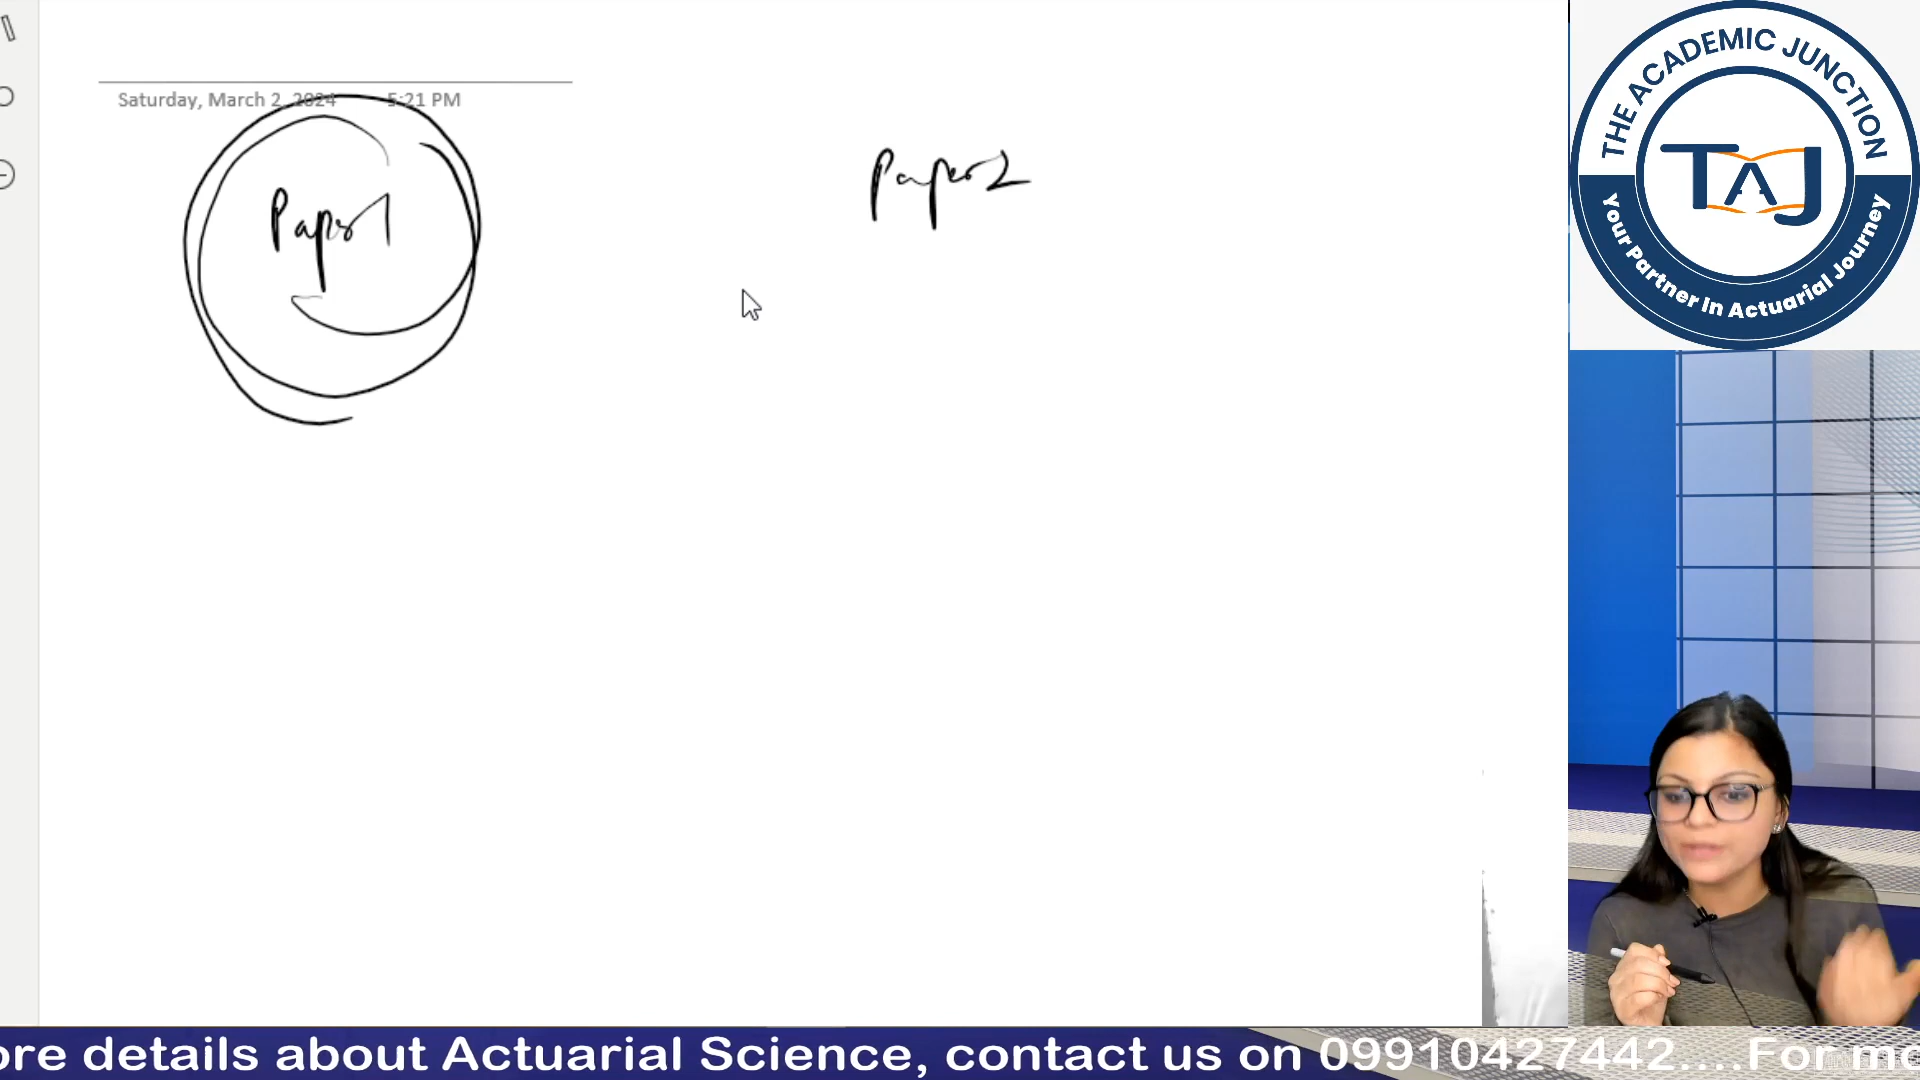 Saturday, March 2, 2024 5:21 PM
Paper 1
Paper 2
THE ACADEMIC JUNCTION
TAJ
Your Partner In Actuarial Journey
ore details about Actuarial Science, contact us on 09910427442....For mo